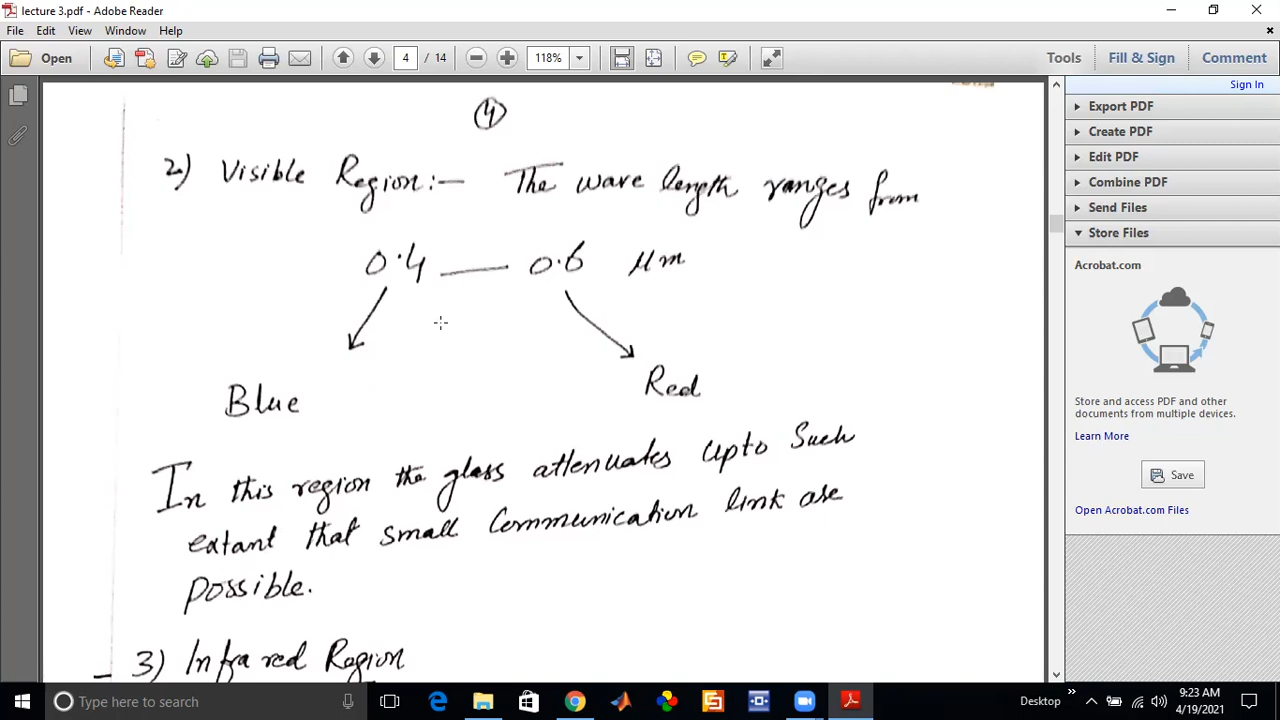 lecture 3.pdf - Adobe Reader
File Edit View Window Help
Open 4 / 14 118% Tools Fill & Sign Comment
Sign In
4
2) Visible Region:- The wave length ranges from
0.4 — 0.6 µm
Blue Red
In this region the glass attenuates upto such
extant that small Communication link are
possible.
3) Infrared Region
Export PDF
Create PDF
Edit PDF
Combine PDF
Send Files
Store Files
Acrobat.com
Store and access PDF and other
documents from multiple devices.
Learn More
Save
Open Acrobat.com Files
Type here to search
Desktop
9:23 AM
4/19/2021